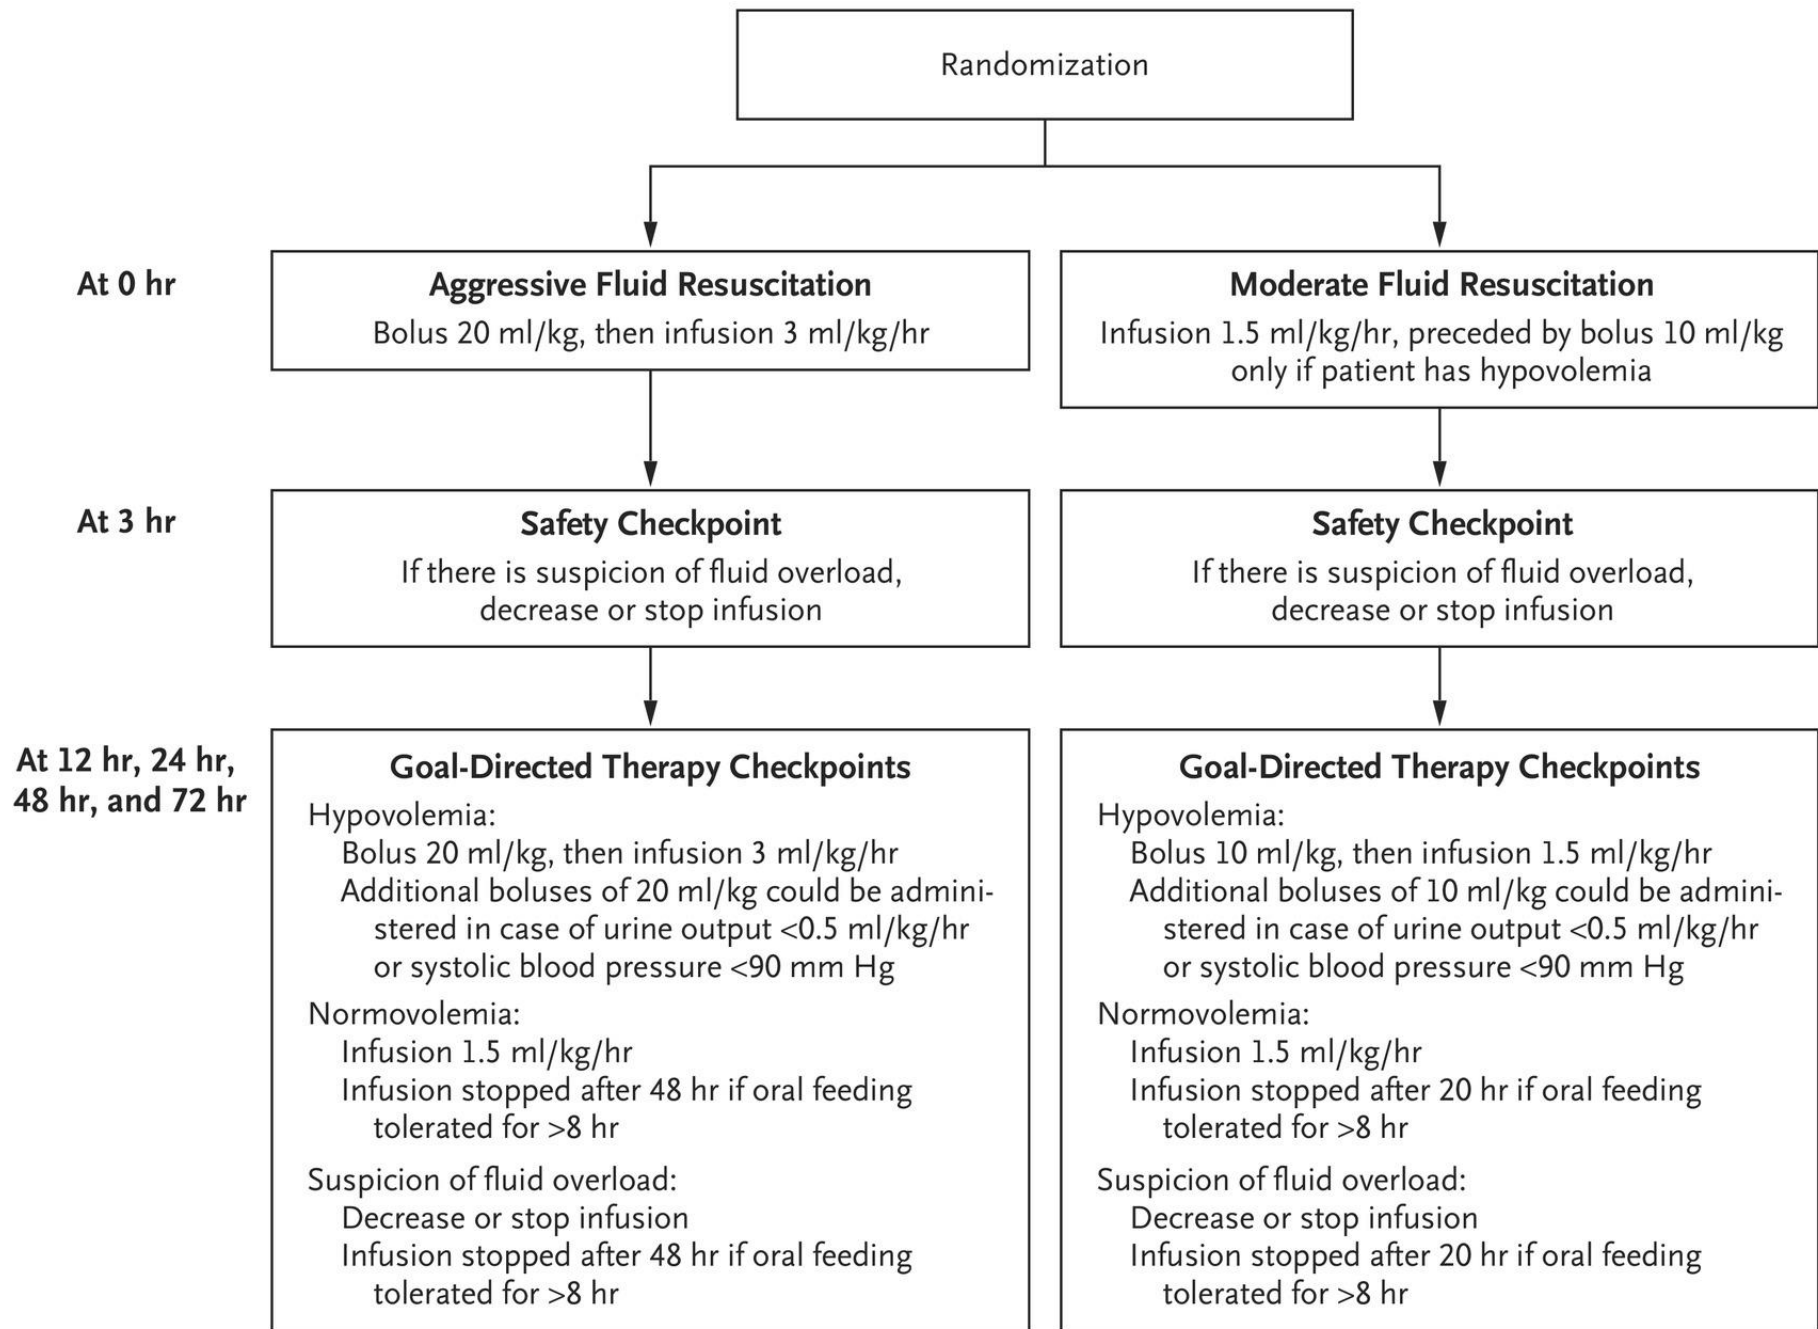 Randomization
At 0 hr
Aggressive Fluid Resuscitation
Bolus 20 ml/kg, then infusion 3 ml/kg/hr
Moderate Fluid Resuscitation
Infusion 1.5 ml/kg/hr, preceded by bolus 10 ml/kg
only if patient has hypovolemia
At 3 hr
Safety Checkpoint
If there is suspicion of fluid overload,
decrease or stop infusion
Safety Checkpoint
If there is suspicion of fluid overload,
decrease or stop infusion
At 12 hr, 24 hr,
48 hr, and 72 hr
Goal-Directed Therapy Checkpoints
Hypovolemia:
Bolus 20 ml/kg, then infusion 3 ml/kg/hr
Additional boluses of 20 ml/kg could be admini-
stered in case of urine output <0.5 ml/kg/hr
or systolic blood pressure <90 mm Hg
Normovolemia:
Infusion 1.5 ml/kg/hr
Infusion stopped after 48 hr if oral feeding
tolerated for >8 hr
Suspicion of fluid overload:
Decrease or stop infusion
Infusion stopped after 48 hr if oral feeding
tolerated for >8 hr
Goal-Directed Therapy Checkpoints
Hypovolemia:
Bolus 10 ml/kg, then infusion 1.5 ml/kg/hr
Additional boluses of 10 ml/kg could be admini-
stered in case of urine output <0.5 ml/kg/hr
or systolic blood pressure <90 mm Hg
Normovolemia:
Infusion 1.5 ml/kg/hr
Infusion stopped after 20 hr if oral feeding
tolerated for >8 hr
Suspicion of fluid overload:
Decrease or stop infusion
Infusion stopped after 20 hr if oral feeding
tolerated for >8 hr